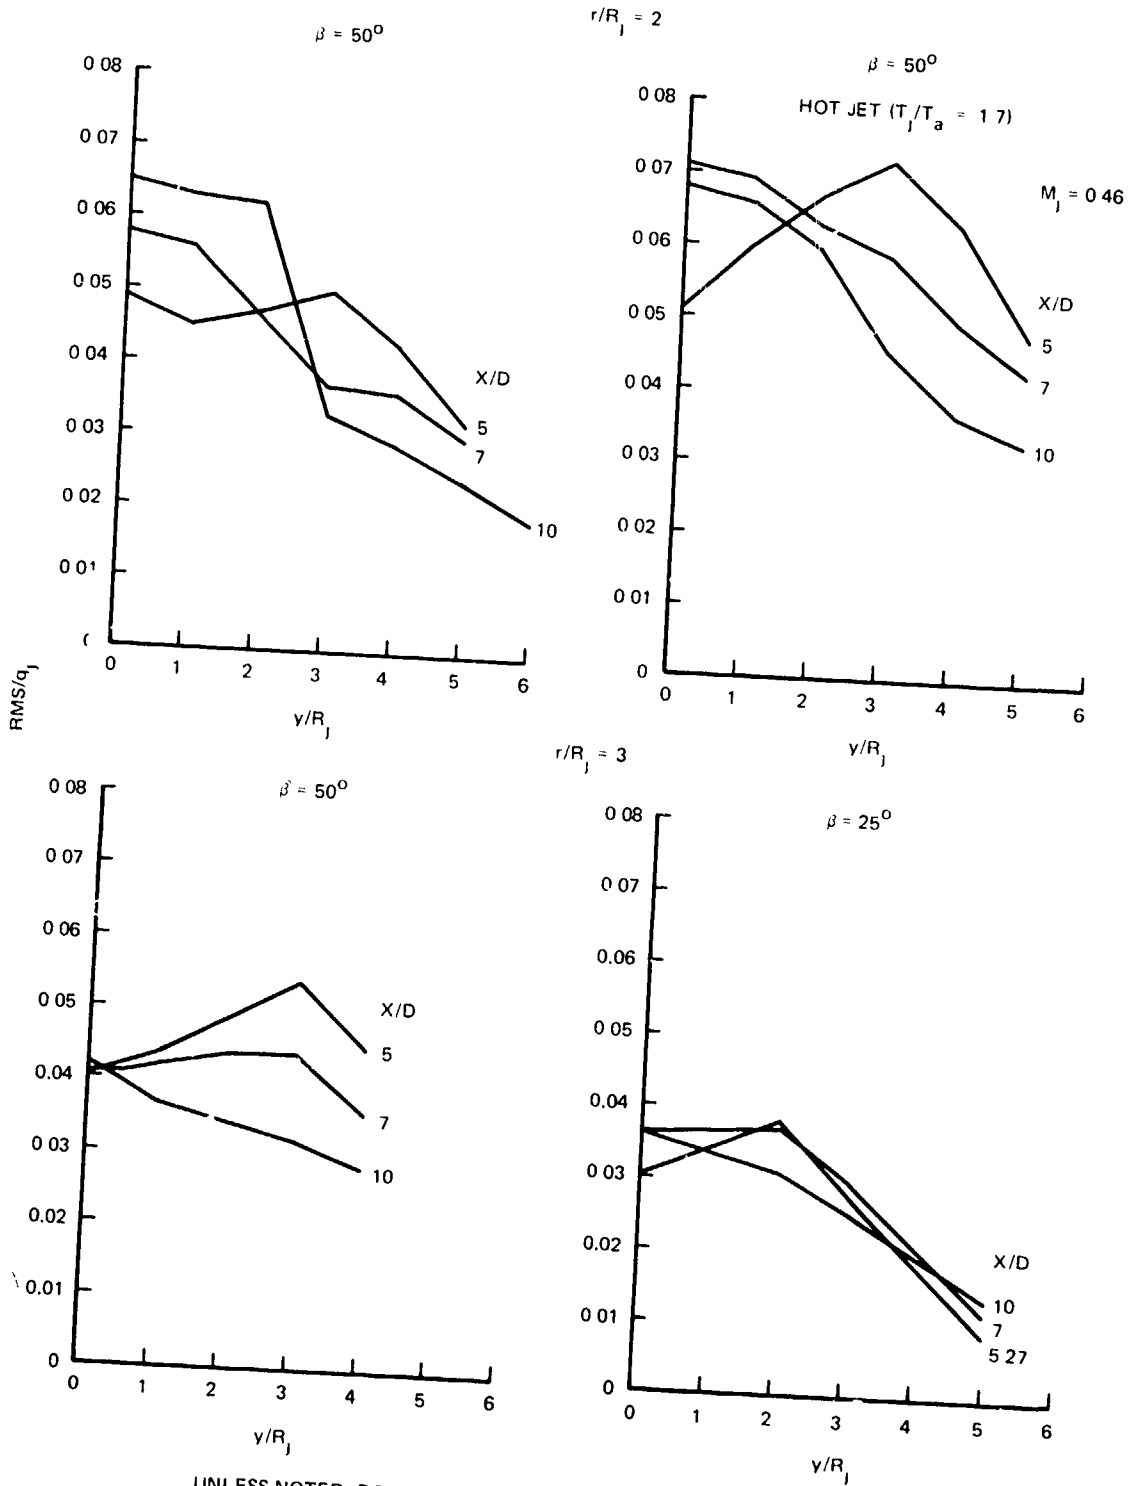 r/Rj = 2
β = 50°
0 08
0 07
0 06
0 05
0 04
0 03
0 02
0 01
X/D
5
7
10
0 1 2 3 4 5 6
y/Rj
β = 50°
HOT JET (Tj/Ta = 1 7)
Mj = 0 46
0 08
0 07
0 06
0 05
0 04
0 03
0 02
0 01
0
X/D
5
7
10
0 1 2 3 4 5 6
y/Rj
RMS/qj
r/Rj = 3
β = 50°
0 08
0 07
0 06
0 05
0.04
0 03
0.02
0.01
0
X/D
5
7
10
0 1 2 3 4 5 6
y/Rj
β = 25°
0 08
0 07
0.06
0 05
0.04
0.03
0.02
0 01
0
X/D
10
7
5 27
0 1 2 3 4 5 6
y/Rj
UNLESS NOTED